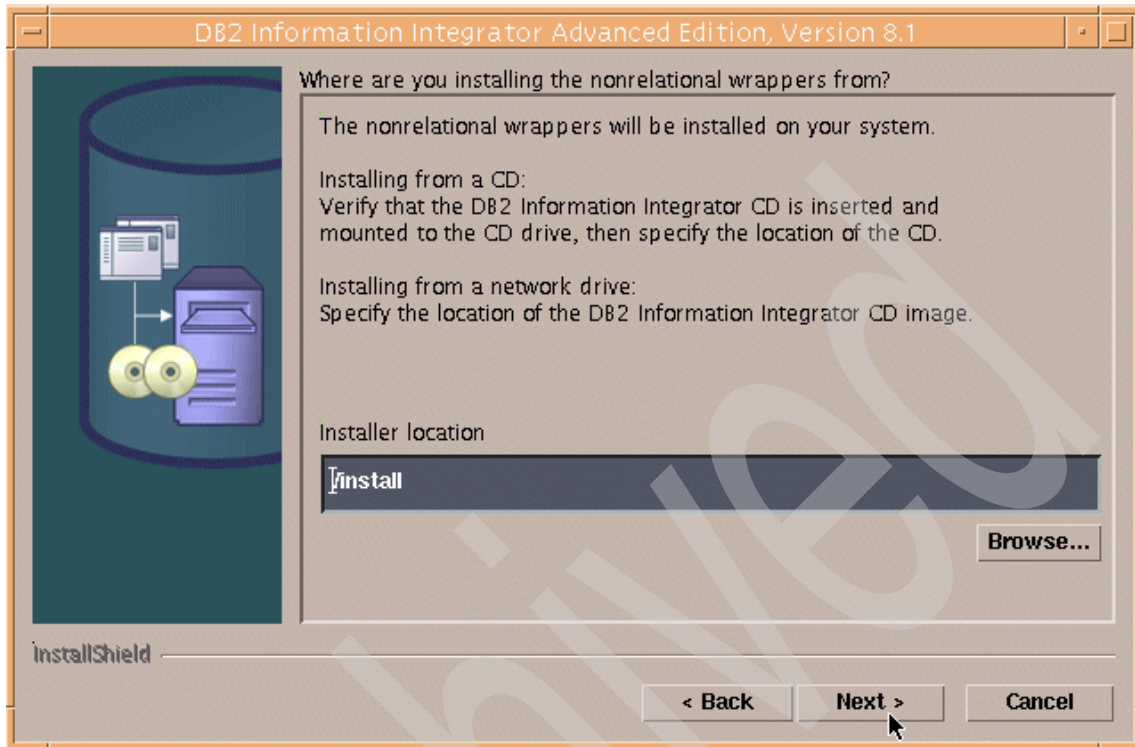 DB2 Information Integrator Advanced Edition, Version 8.1
Where are you installing the nonrelational wrappers from?
The nonrelational wrappers will be installed on your system.
Installing from a CD:
Verify that the DB2 Information Integrator CD is inserted and
mounted to the CD drive, then specify the location of the CD.
Installing from a network drive:
Specify the location of the DB2 Information Integrator CD image.
Installer location
/install
Browse...
InstallShield
< Back
Next >
Cancel